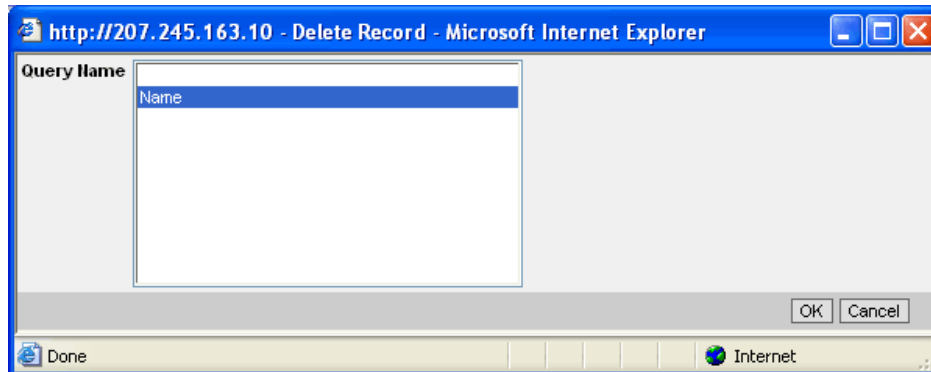 http://207.245.163.10 - Delete Record - Microsoft Internet Explorer
Query Name
Name
OK Cancel
Done Internet